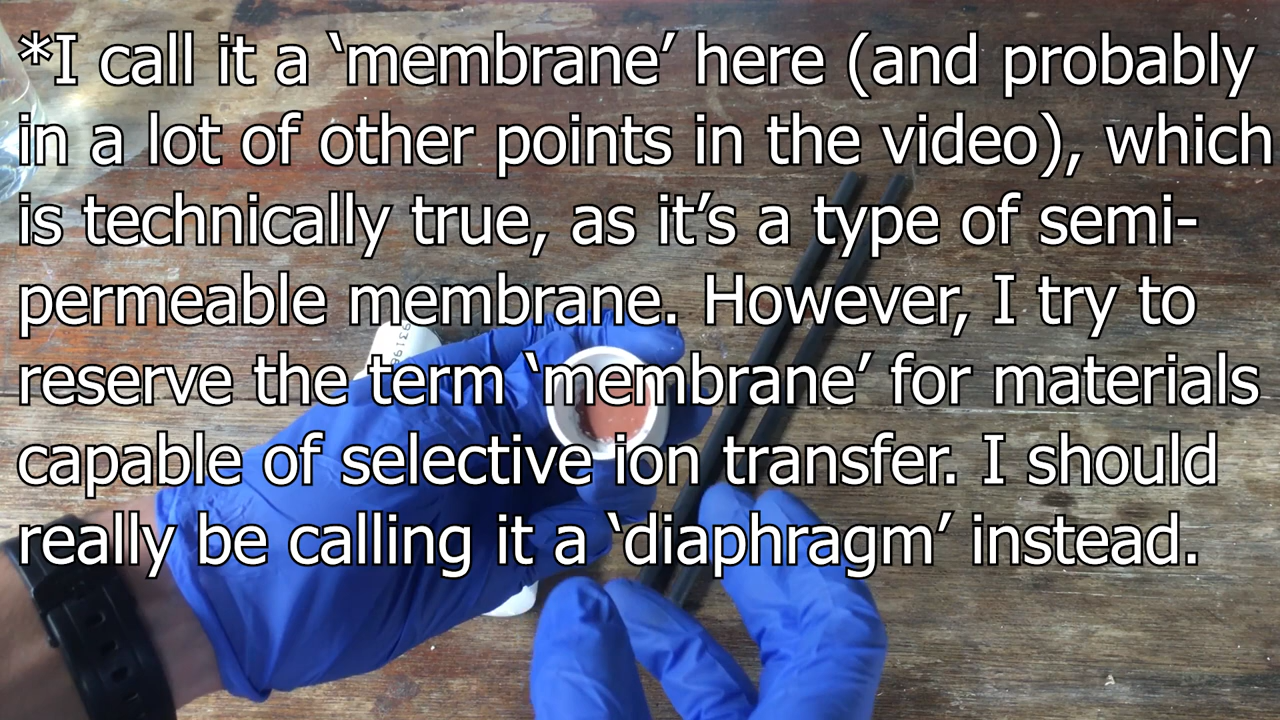 *I call it a ‘membrane’ here (and probably
in a lot of other points in the video), which
is technically true, as it’s a type of semi-
permeable membrane. However, I try to
reserve the term ‘membrane’ for materials
capable of selective ion transfer. I should
really be calling it a ‘diaphragm’ instead.